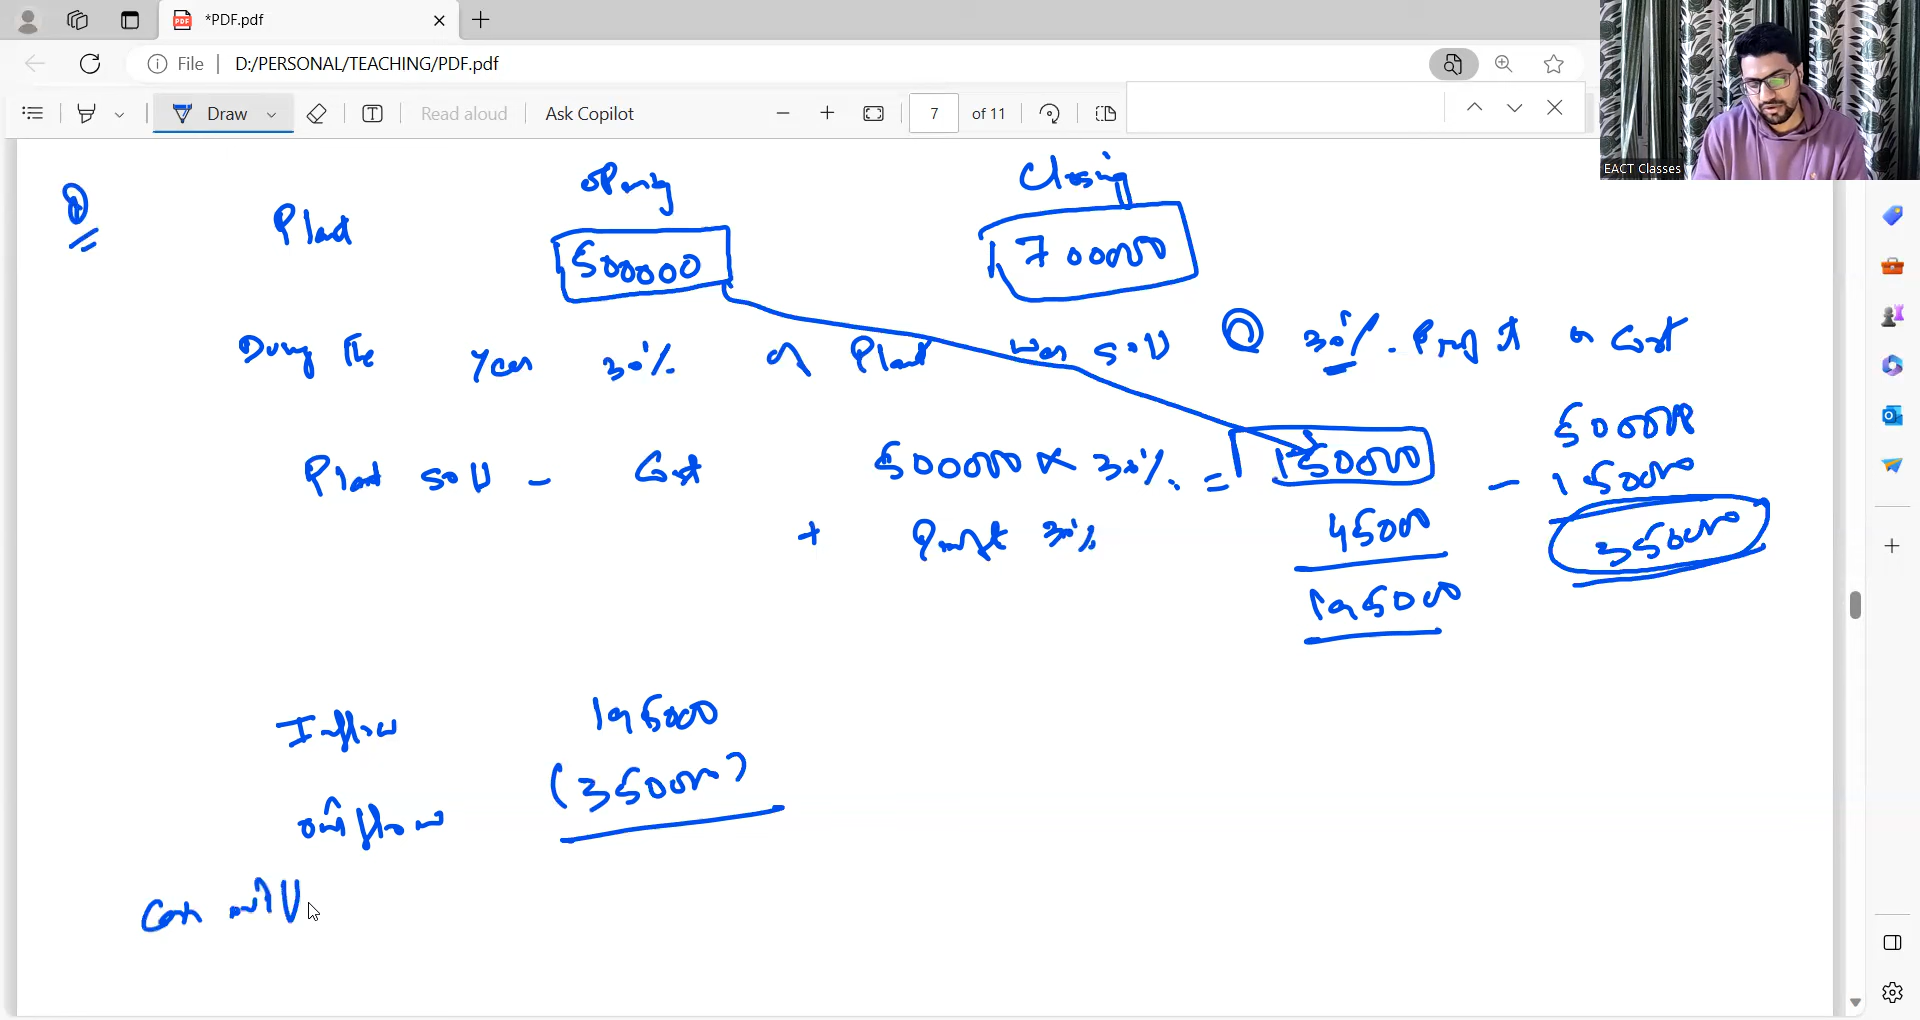 *PDF.pdf
File | D:/PERSONAL/TEACHING/PDF.pdf
Draw Read aloud Ask Copilot 7 of 11
EACT Classes
Q Plant opening 500000 Closing 700000
During the year 30% of Plant was sold @ 30% Profit on Cost
Plant sold - Cost 500000 x 30% = 150000
+ Profit 30% 45000
195000
500000
- 150000
350000
Inflow 195000
outflow (350000)
Cash outfl